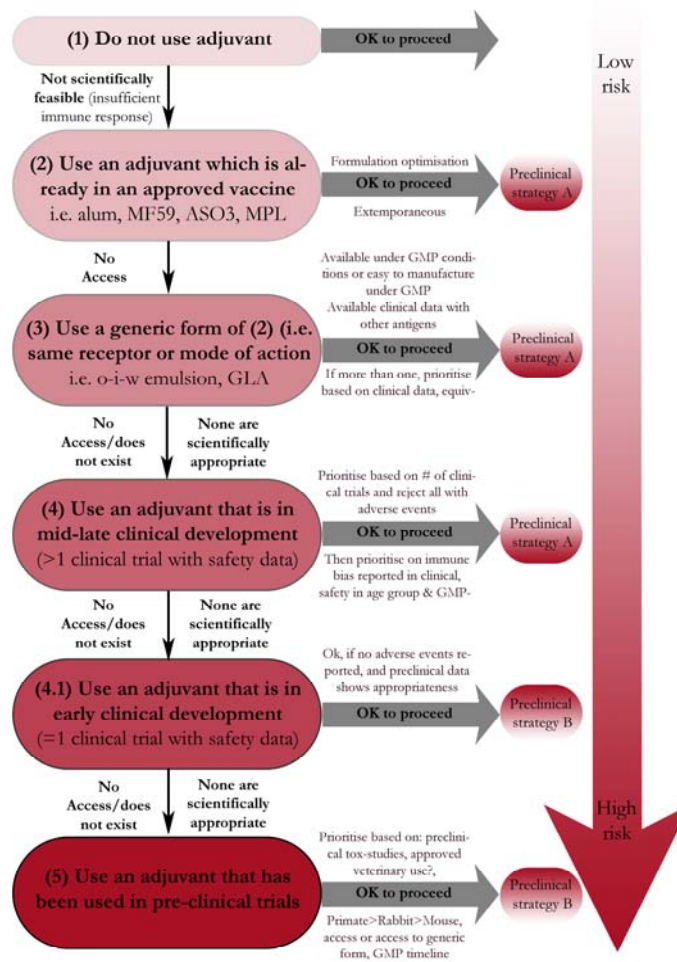 (1) Do not use adjuvant
OK to proceed
Low
risk
Not scientifically
feasible (insufficient
immune response)
(2) Use an adjuvant which is al-
ready in an approved vaccine
i.e. alum, MF59, ASO3, MPL
Formulation optimisation
OK to proceed
Extemporaneous
Preclinical
strategy A
No
Access
Available under GMP condi-
tions or easy to manufacture
under GMP
Available clinical data with
other antigens
(3) Use a generic form of (2) (i.e.
same receptor or mode of action
i.e. o-i-w emulsion, GLA
OK to proceed
If more than one, prioritise
based on clinical data, equiv-
Preclinical
strategy A
No
Access/does
not exist
None are
scientifically
appropriate
Prioritise based on # of clini-
cal trials and reject all with
adverse events
(4) Use an adjuvant that is in
mid-late clinical development
(>1 clinical trial with safety data)
OK to proceed
Then prioritise on immune
bias reported in clinical,
safety in age group & GMP-
Preclinical
strategy A
No
Access/does
not exist
None are
scientifically
appropriate
Ok, if no adverse events re-
ported, and preclinical data
shows appropriateness
(4.1) Use an adjuvant that is in
early clinical development
(=1 clinical trial with safety data)
OK to proceed
Preclinical
strategy B
No
Access/does
not exist
None are
scientifically
appropriate
High
risk
Prioritise based on: preclini-
cal tox-studies, approved
veterinary use?,
(5) Use an adjuvant that has
been used in pre-clinical trials
OK to proceed
Primate>Rabbit>Mouse,
access or access to generic
form, GMP timeline
Preclinical
strategy B